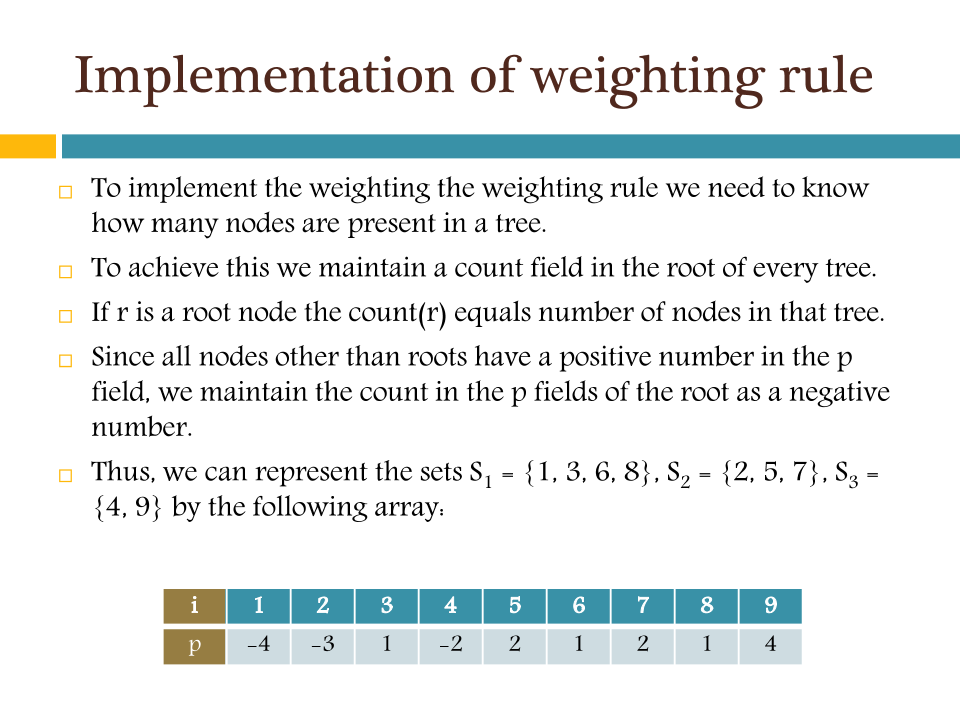 Implementation of weighting rule
To implement the weighting the weighting rule we need to know
how many nodes are present in a tree.
To achieve this we maintain a count field in the root of every tree.
If r is a root node the count(r) equals number of nodes in that tree.
Since all nodes other than roots have a positive number in the p
field, we maintain the count in the p fields of the root as a negative
number.
Thus, we can represent the sets S₁ = {1, 3, 6, 8}, S₂ = {2, 5, 7}, S₃ =
{4, 9} by the following array:
i 1 2 3 4 5 6 7 8 9
p -4 -3 1 -2 2 1 2 1 4